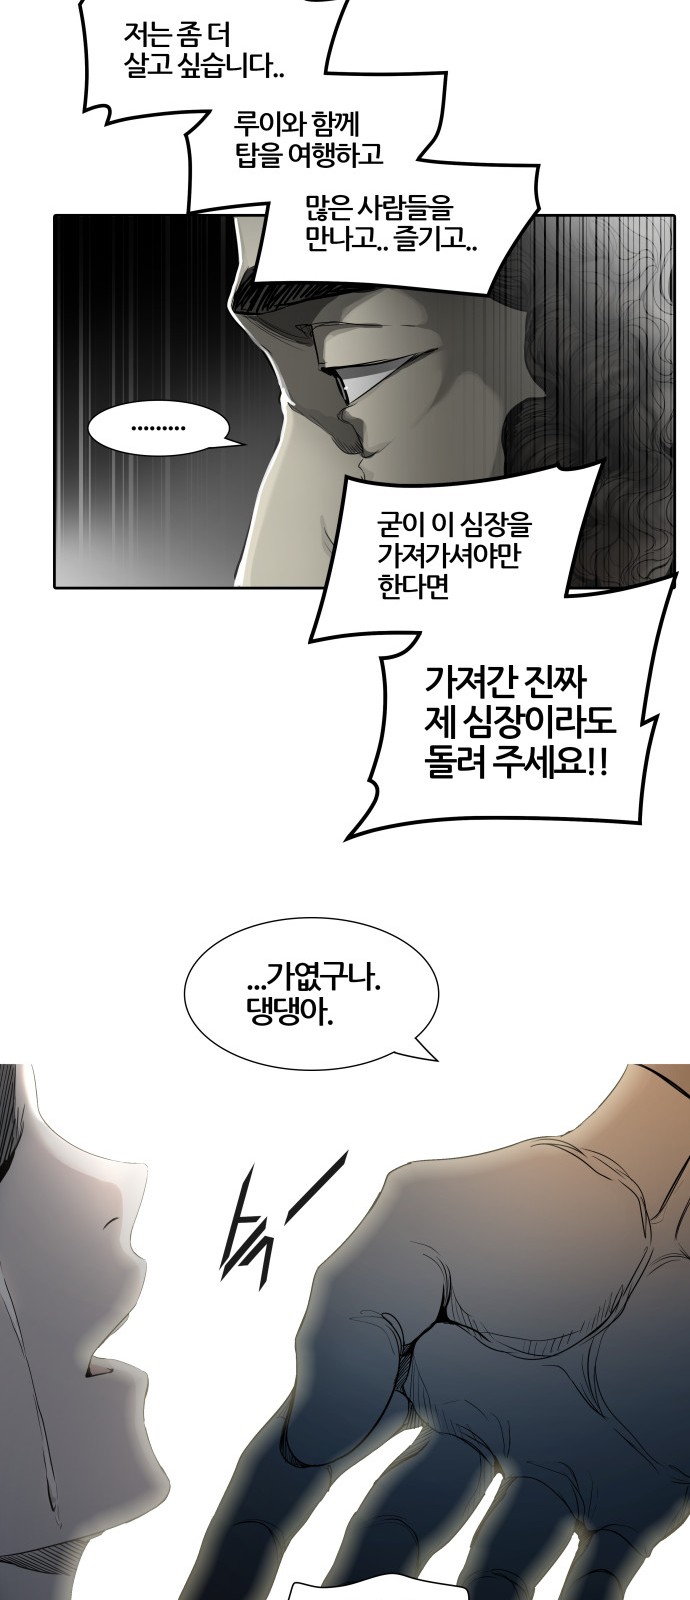 저는 좀 더
살고 싶습니다..
루이와 함께
탑을 여행하고
많은 사람들을
만나고.. 즐기고..
.........
굳이 이 심장을
가져가셔야만
한다면
가져간 진짜
제 심장이라도
돌려 주세요!!
...가엾구나.
댕댕아.